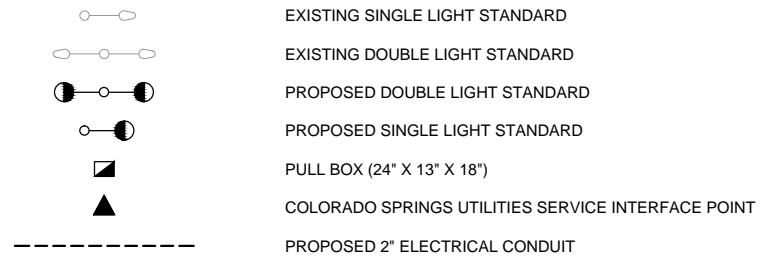 EXISTING SINGLE LIGHT STANDARD
EXISTING DOUBLE LIGHT STANDARD
PROPOSED DOUBLE LIGHT STANDARD
PROPOSED SINGLE LIGHT STANDARD
PULL BOX (24" X 13" X 18")
COLORADO SPRINGS UTILITIES SERVICE INTERFACE POINT
PROPOSED 2" ELECTRICAL CONDUIT